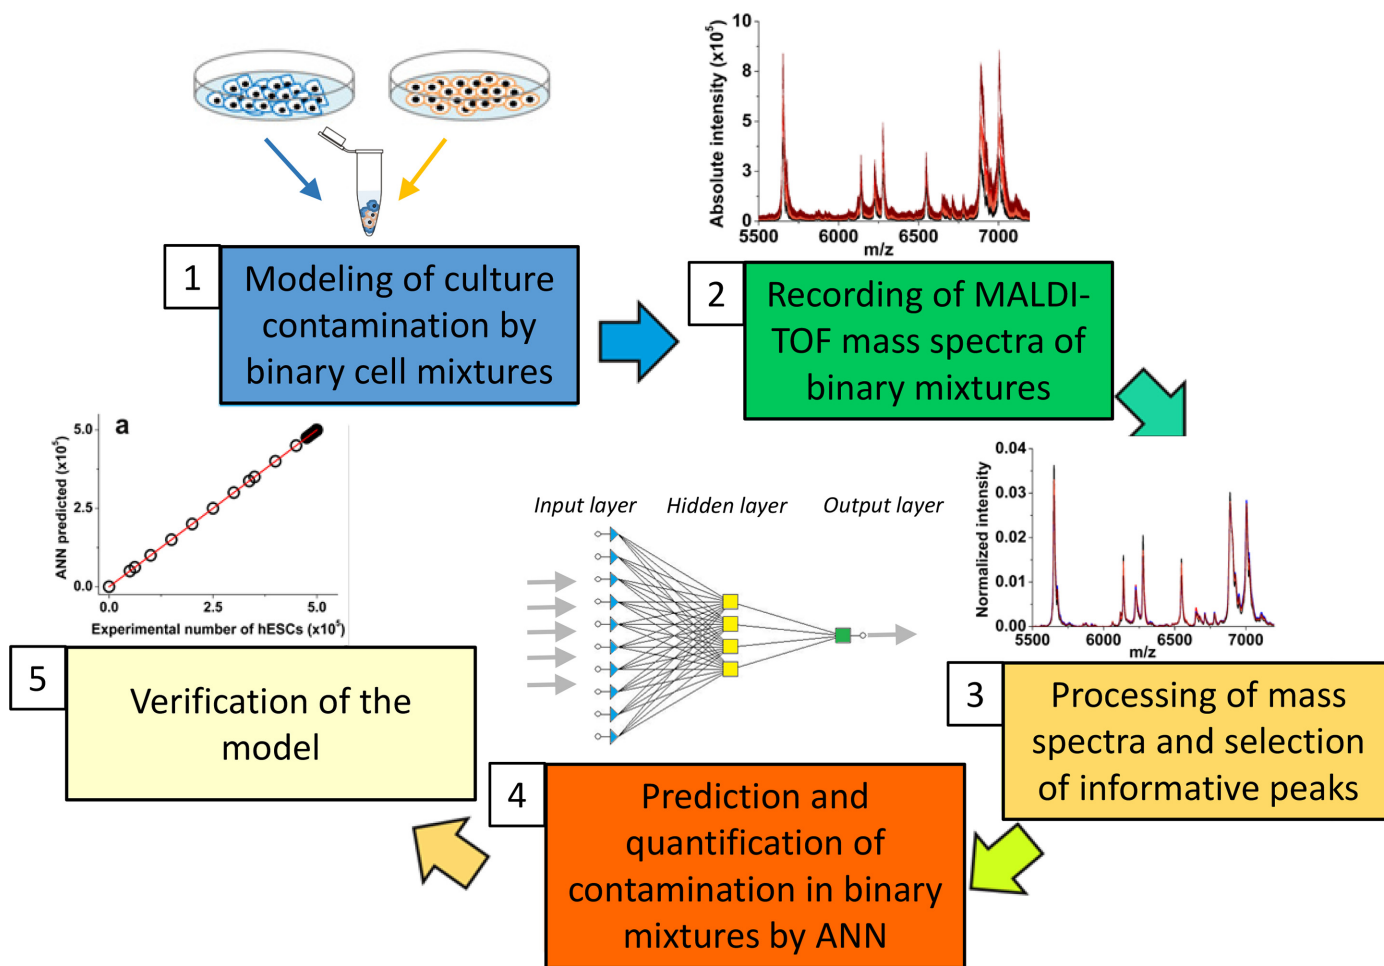 1
Modeling of culture
contamination by
binary cell mixtures
Absolute intensity (x10⁵)
10
8
5
3
0
5500 6000 6500 7000
m/z
2
Recording of MALDI-
TOF mass spectra of
binary mixtures
Normalized intensity
0.04
0.03
0.02
0.01
0.00
5500 6000 6500 7000
m/z
3
Processing of mass
spectra and selection
of informative peaks
Input layer Hidden layer Output layer
4
Prediction and
quantification of
contamination in binary
mixtures by ANN
a
ANN predicted (x10⁵)
5.0
2.5
0.0
0.0 2.5 5.0
Experimental number of hESCs (x10⁵)
5
Verification of the
model